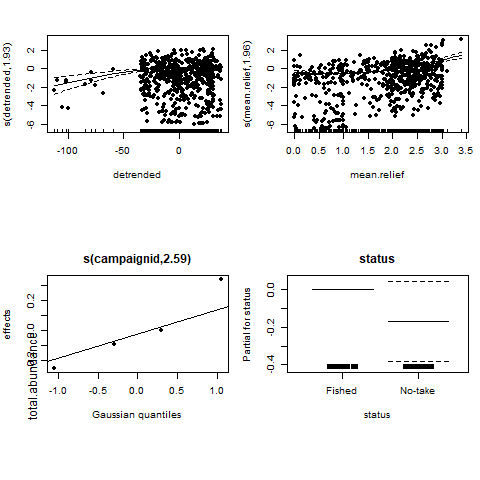 s(detrended,1.93)
2
0
-2
-4
-6
-100
-50
0
detrended
s(mean.relief,1.96)
2
0
-2
-4
-6
0.0
0.5
1.0
1.5
2.0
2.5
3.0
3.5
mean.relief
s(campaignid,2.59)
effects
total.abundance
0.2
0.0
-1.0
-0.5
0.0
0.5
1.0
Gaussian quantiles
status
Partial for status
0.0
-0.2
-0.4
Fished
No-take
status